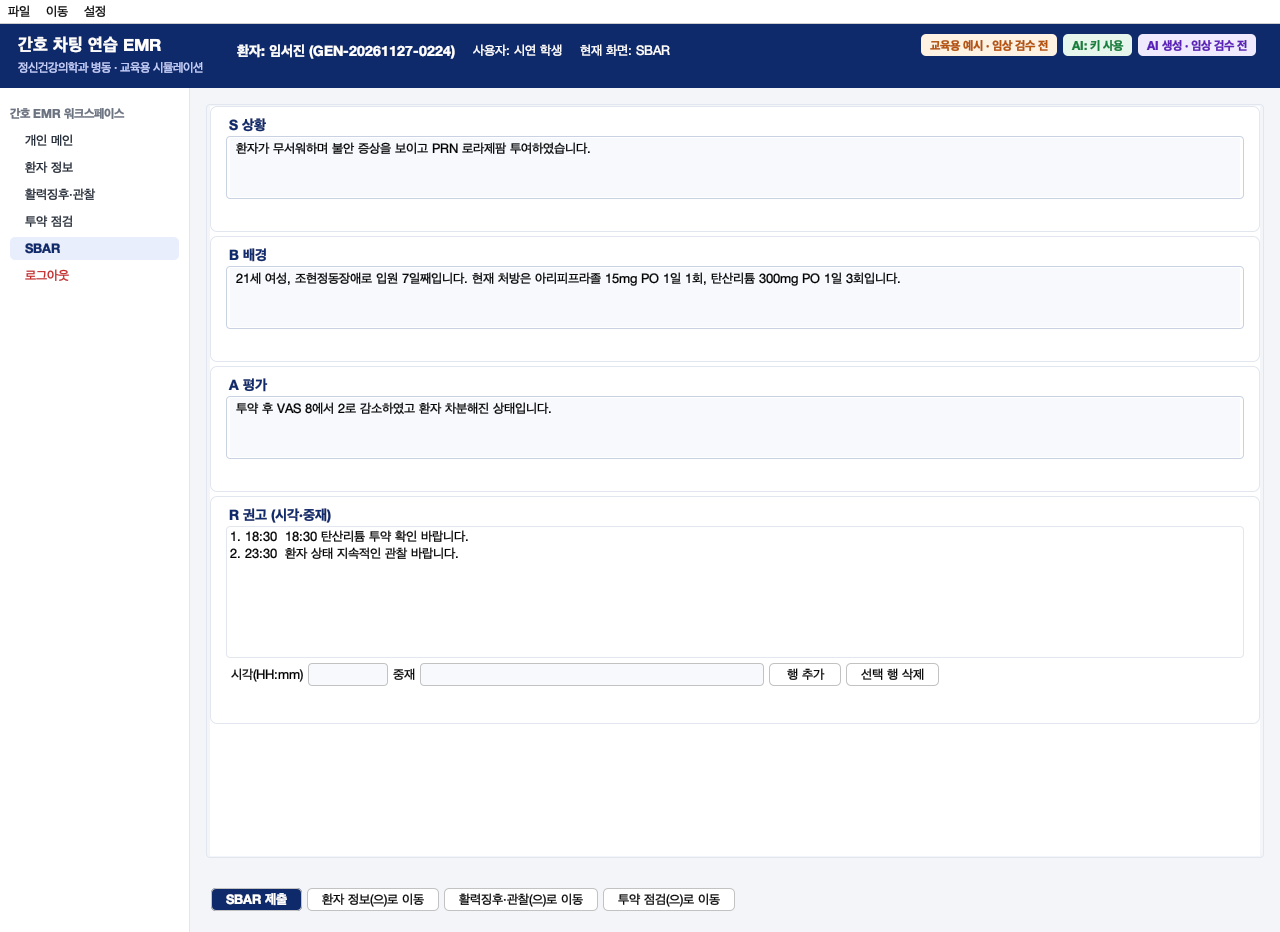 파일 이동 설정
간호 차팅 연습 EMR
정신건강의학과 병동 · 교육용 시뮬레이션
환자: 임서진 (GEN-20261127-0224) 사용자: 시연 학생 현재 화면: SBAR
교육용 예시 · 임상 검수 전 AI: 키 사용 AI 생성 · 임상 검수 전
간호 EMR 워크스페이스
개인 메인
환자 정보
활력징후·관찰
투약 점검
SBAR
로그아웃
S 상황
환자가 무서워하며 불안 증상을 보이고 PRN 로라제팜 투여하였습니다.
B 배경
21세 여성, 조현정동장애로 입원 7일째입니다. 현재 처방은 아리피프라졸 15mg PO 1일 1회, 탄산리튬 300mg PO 1일 3회입니다.
A 평가
투약 후 VAS 8에서 2로 감소하였고 환자 차분해진 상태입니다.
R 권고 (시각·중재)
1. 18:30 18:30 탄산리튬 투약 확인 바랍니다.
2. 23:30 환자 상태 지속적인 관찰 바랍니다.
시각(HH:mm) 중재 행 추가 선택 행 삭제
SBAR 제출 환자 정보(으)로 이동 활력징후·관찰(으)로 이동 투약 점검(으)로 이동